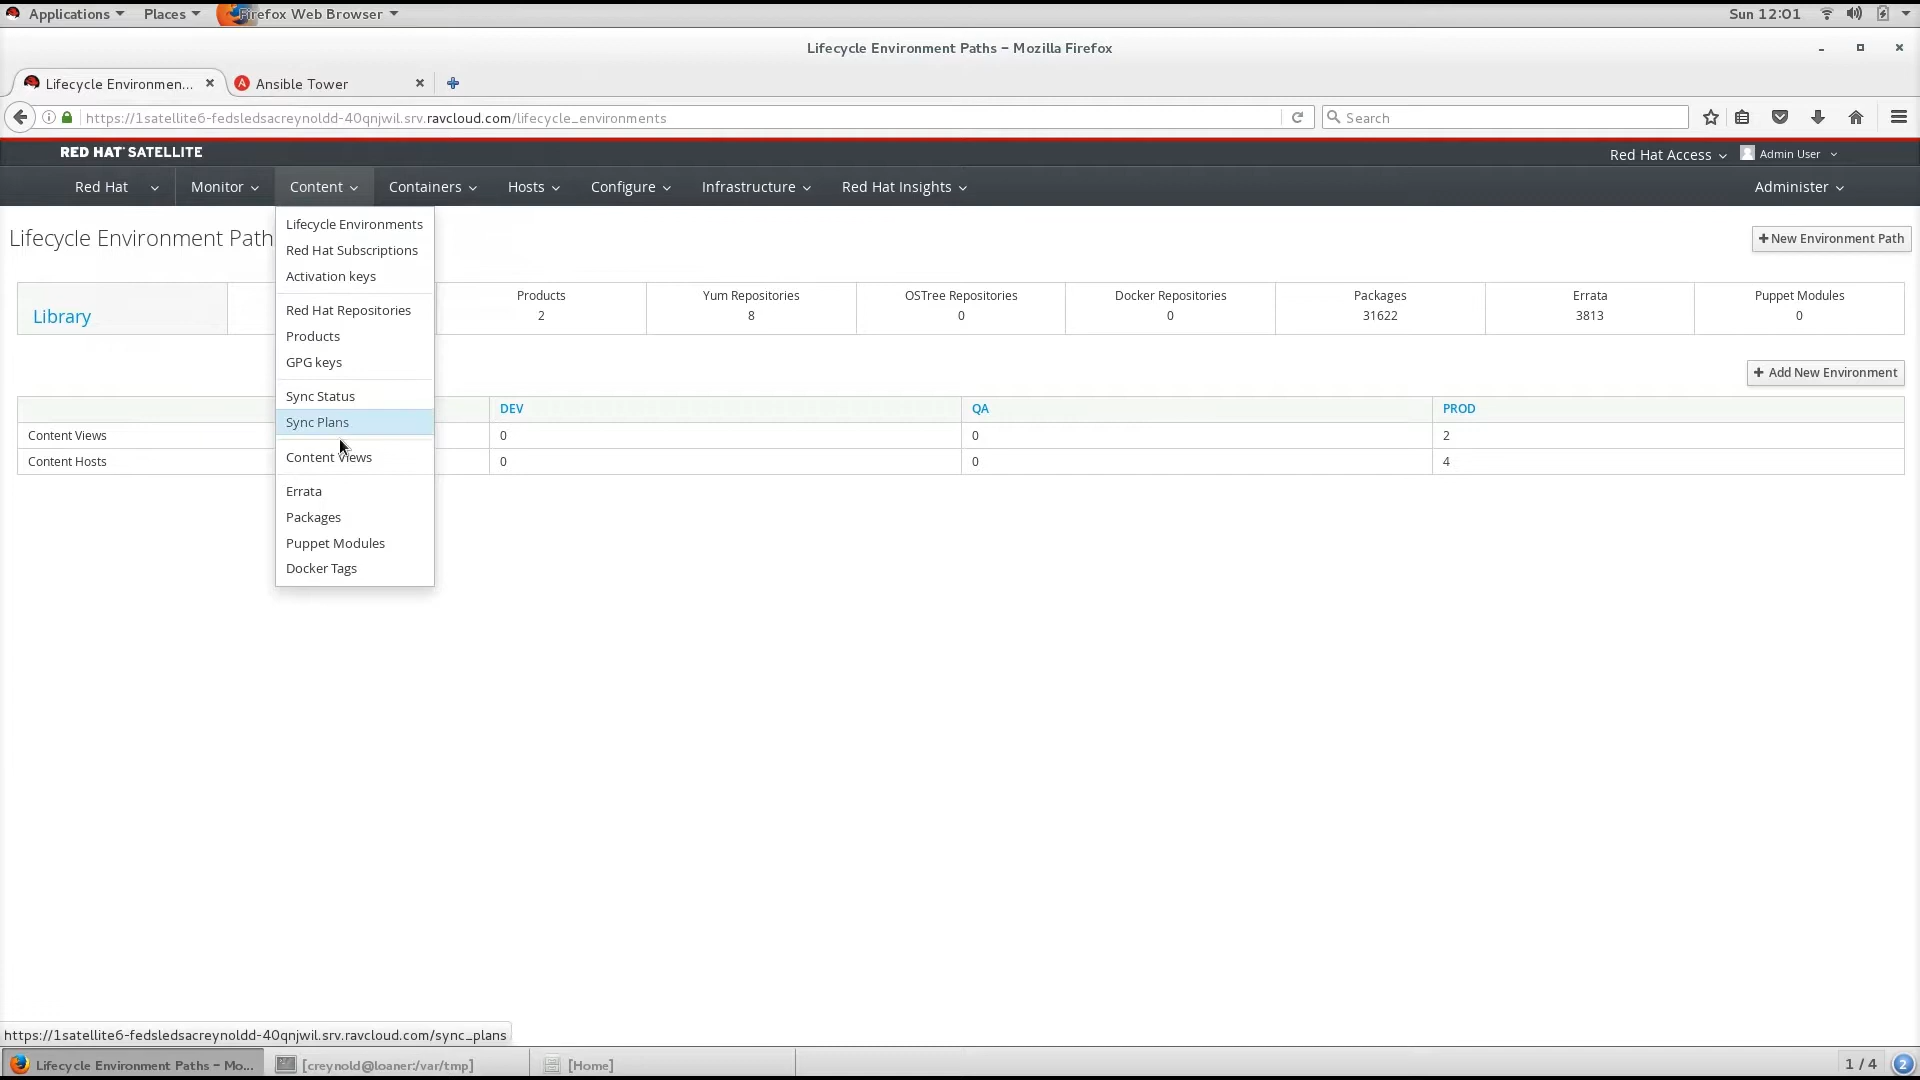 Applications Places Firefox Web Browser Sun 12:01
Lifecycle Environment Paths – Mozilla Firefox
Lifecycle Environmen... Ansible Tower
https://1satellite6-fedsledsacreynoldd-40qnjwil.srv.ravcloud.com/lifecycle_environments Search
RED HAT SATELLITE Red Hat Access Admin User
Red Hat Monitor Content Containers Hosts Configure Infrastructure Red Hat Insights Administer
Lifecycle Environment Path
+New Environment Path
Lifecycle Environments
Red Hat Subscriptions
Activation keys
Red Hat Repositories
Products
GPG keys
Sync Status
Sync Plans
Content Views
Errata
Packages
Puppet Modules
Docker Tags
Library
Products Yum Repositories OSTree Repositories Docker Repositories Packages Errata Puppet Modules
2 8 0 0 31622 3813 0
+ Add New Environment
DEV QA PROD
Content Views 0 0 2
Content Hosts 0 0 4
https://1satellite6-fedsledsacreynoldd-40qnjwil.srv.ravcloud.com/sync_plans
Lifecycle Environment Paths – Mo... [creynold@loaner:/var/tmp] [Home] 1 / 4 2